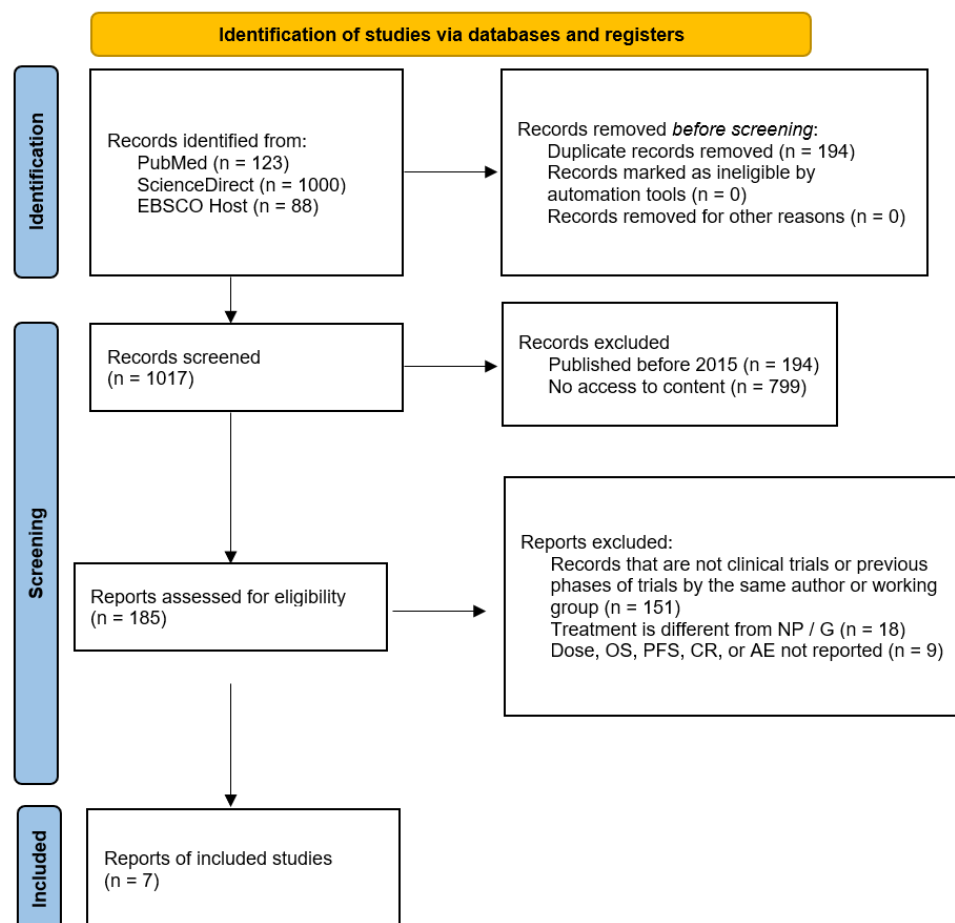 Identification of studies via databases and registers
Identification
Records identified from:
PubMed (n = 123)
ScienceDirect (n = 1000)
EBSCO Host (n = 88)
Records removed before screening:
Duplicate records removed (n = 194)
Records marked as ineligible by
automation tools (n = 0)
Records removed for other reasons (n = 0)
Screening
Records screened
(n = 1017)
Records excluded
Published before 2015 (n = 194)
No access to content (n = 799)
Reports assessed for eligibility
(n = 185)
Reports excluded:
Records that are not clinical trials or previous
phases of trials by the same author or working
group (n = 151)
Treatment is different from NP / G (n = 18)
Dose, OS, PFS, CR, or AE not reported (n = 9)
Included
Reports of included studies
(n = 7)